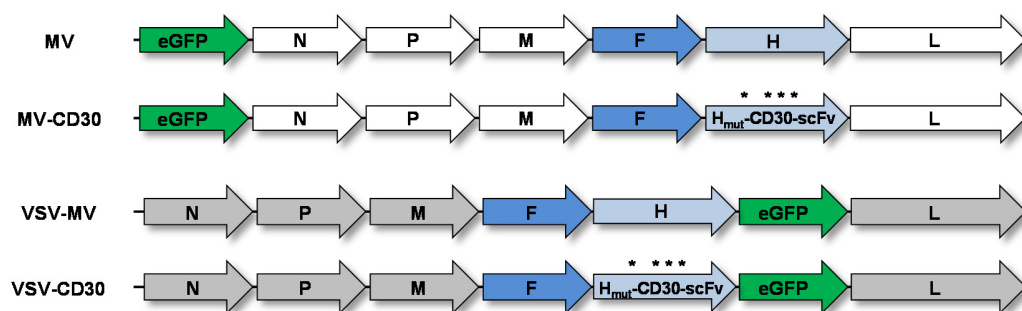 MV eGFP N P M F H L
* * * *
MV-CD30 eGFP N P M F Hmut-CD30-scFv L
VSV-MV N P M F H eGFP L
* * * *
VSV-CD30 N P M F Hmut-CD30-scFv eGFP L